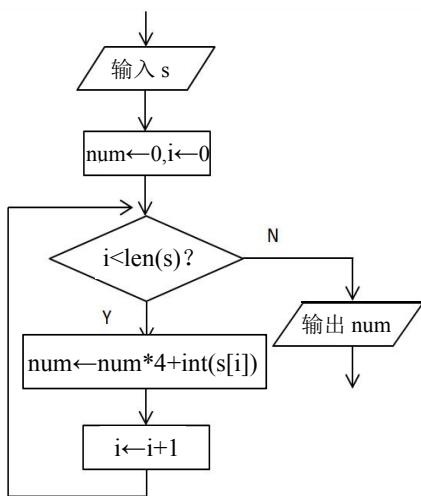 输入 s
num←0,i←0
i<len(s)?
N
Y
num←num*4+int(s[i])
输出 num
i←i+1